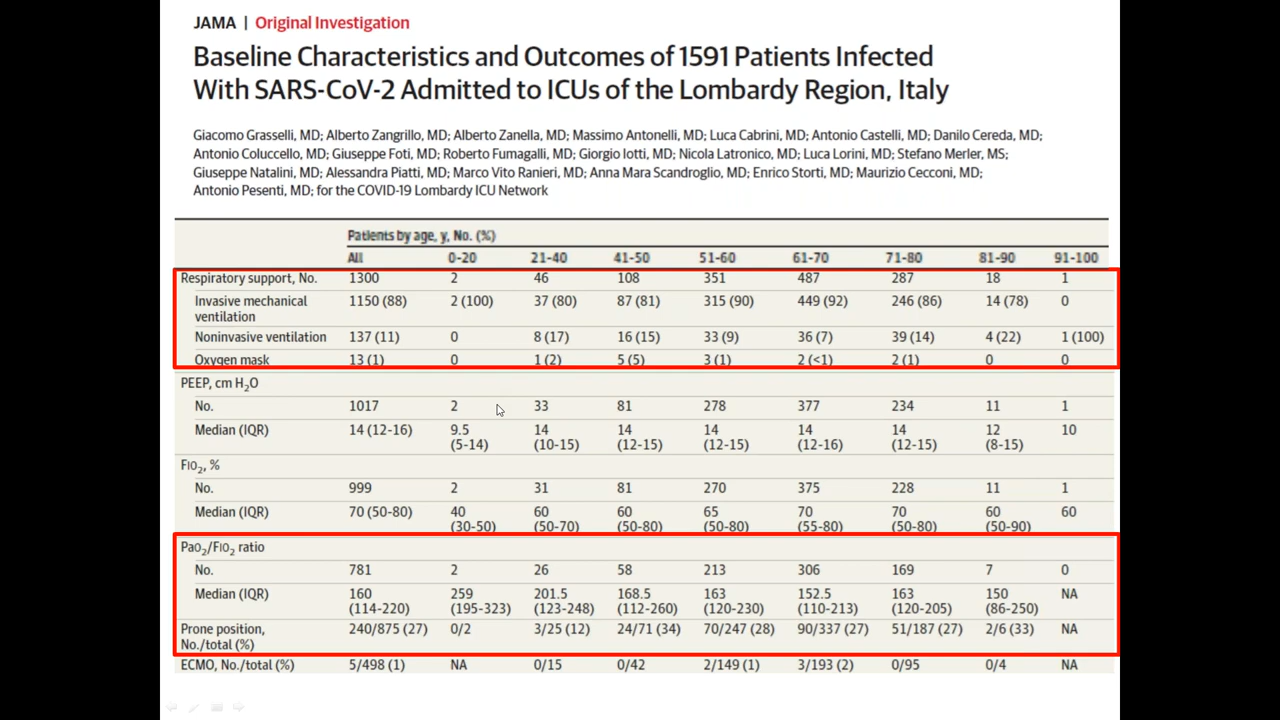 JAMA | Original Investigation
Baseline Characteristics and Outcomes of 1591 Patients Infected
With SARS-CoV-2 Admitted to ICUs of the Lombardy Region, Italy
Giacomo Grasselli, MD; Alberto Zangrillo, MD; Alberto Zanella, MD; Massimo Antonelli, MD; Luca Cabrini, MD; Antonio Castelli, MD; Danilo Cereda, MD;
Antonio Coluccello, MD; Giuseppe Foti, MD; Roberto Fumagalli, MD; Giorgio Iotti, MD; Nicola Latronico, MD; Luca Lorini, MD; Stefano Merler, MS;
Giuseppe Natalini, MD; Alessandra Piatti, MD; Marco Vito Ranieri, MD; Anna Mara Scandroglio, MD; Enrico Storti, MD; Maurizio Cecconi, MD;
Antonio Pesenti, MD; for the COVID-19 Lombardy ICU Network
Patients by age, y, No. (%)
All 0-20 21-40 41-50 51-60 61-70 71-80 81-90 91-100
Respiratory support, No. 1300 2 46 108 351 487 287 18 1
Invasive mechanical 1150 (88) 2 (100) 37 (80) 87 (81) 315 (90) 449 (92) 246 (86) 14 (78) 0
ventilation
Noninvasive ventilation 137 (11) 0 8 (17) 16 (15) 33 (9) 36 (7) 39 (14) 4 (22) 1 (100)
Oxygen mask 13 (1) 0 1 (2) 5 (5) 3 (1) 2 (<1) 2 (1) 0 0
PEEP, cm H₂O
No. 1017 2 33 81 278 377 234 11 1
Median (IQR) 14 (12-16) 9.5 14 14 14 14 14 12 10
(5-14) (10-15) (12-15) (12-15) (12-16) (12-15) (8-15)
FIO₂, %
No. 999 2 31 81 270 375 228 11 1
Median (IQR) 70 (50-80) 40 60 60 65 70 70 60 60
(30-50) (50-70) (50-80) (50-80) (55-80) (50-80) (50-90)
PaO₂/FIO₂ ratio
No. 781 2 26 58 213 306 169 7 0
Median (IQR) 160 259 201.5 168.5 163 152.5 163 150 NA
(114-220) (195-323) (123-248) (112-260) (120-230) (110-213) (120-205) (86-250)
Prone position, 240/875 (27) 0/2 3/25 (12) 24/71 (34) 70/247 (28) 90/337 (27) 51/187 (27) 2/6 (33) NA
No./total (%)
ECMO, No./total (%) 5/498 (1) NA 0/15 0/42 2/149 (1) 3/193 (2) 0/95 0/4 NA